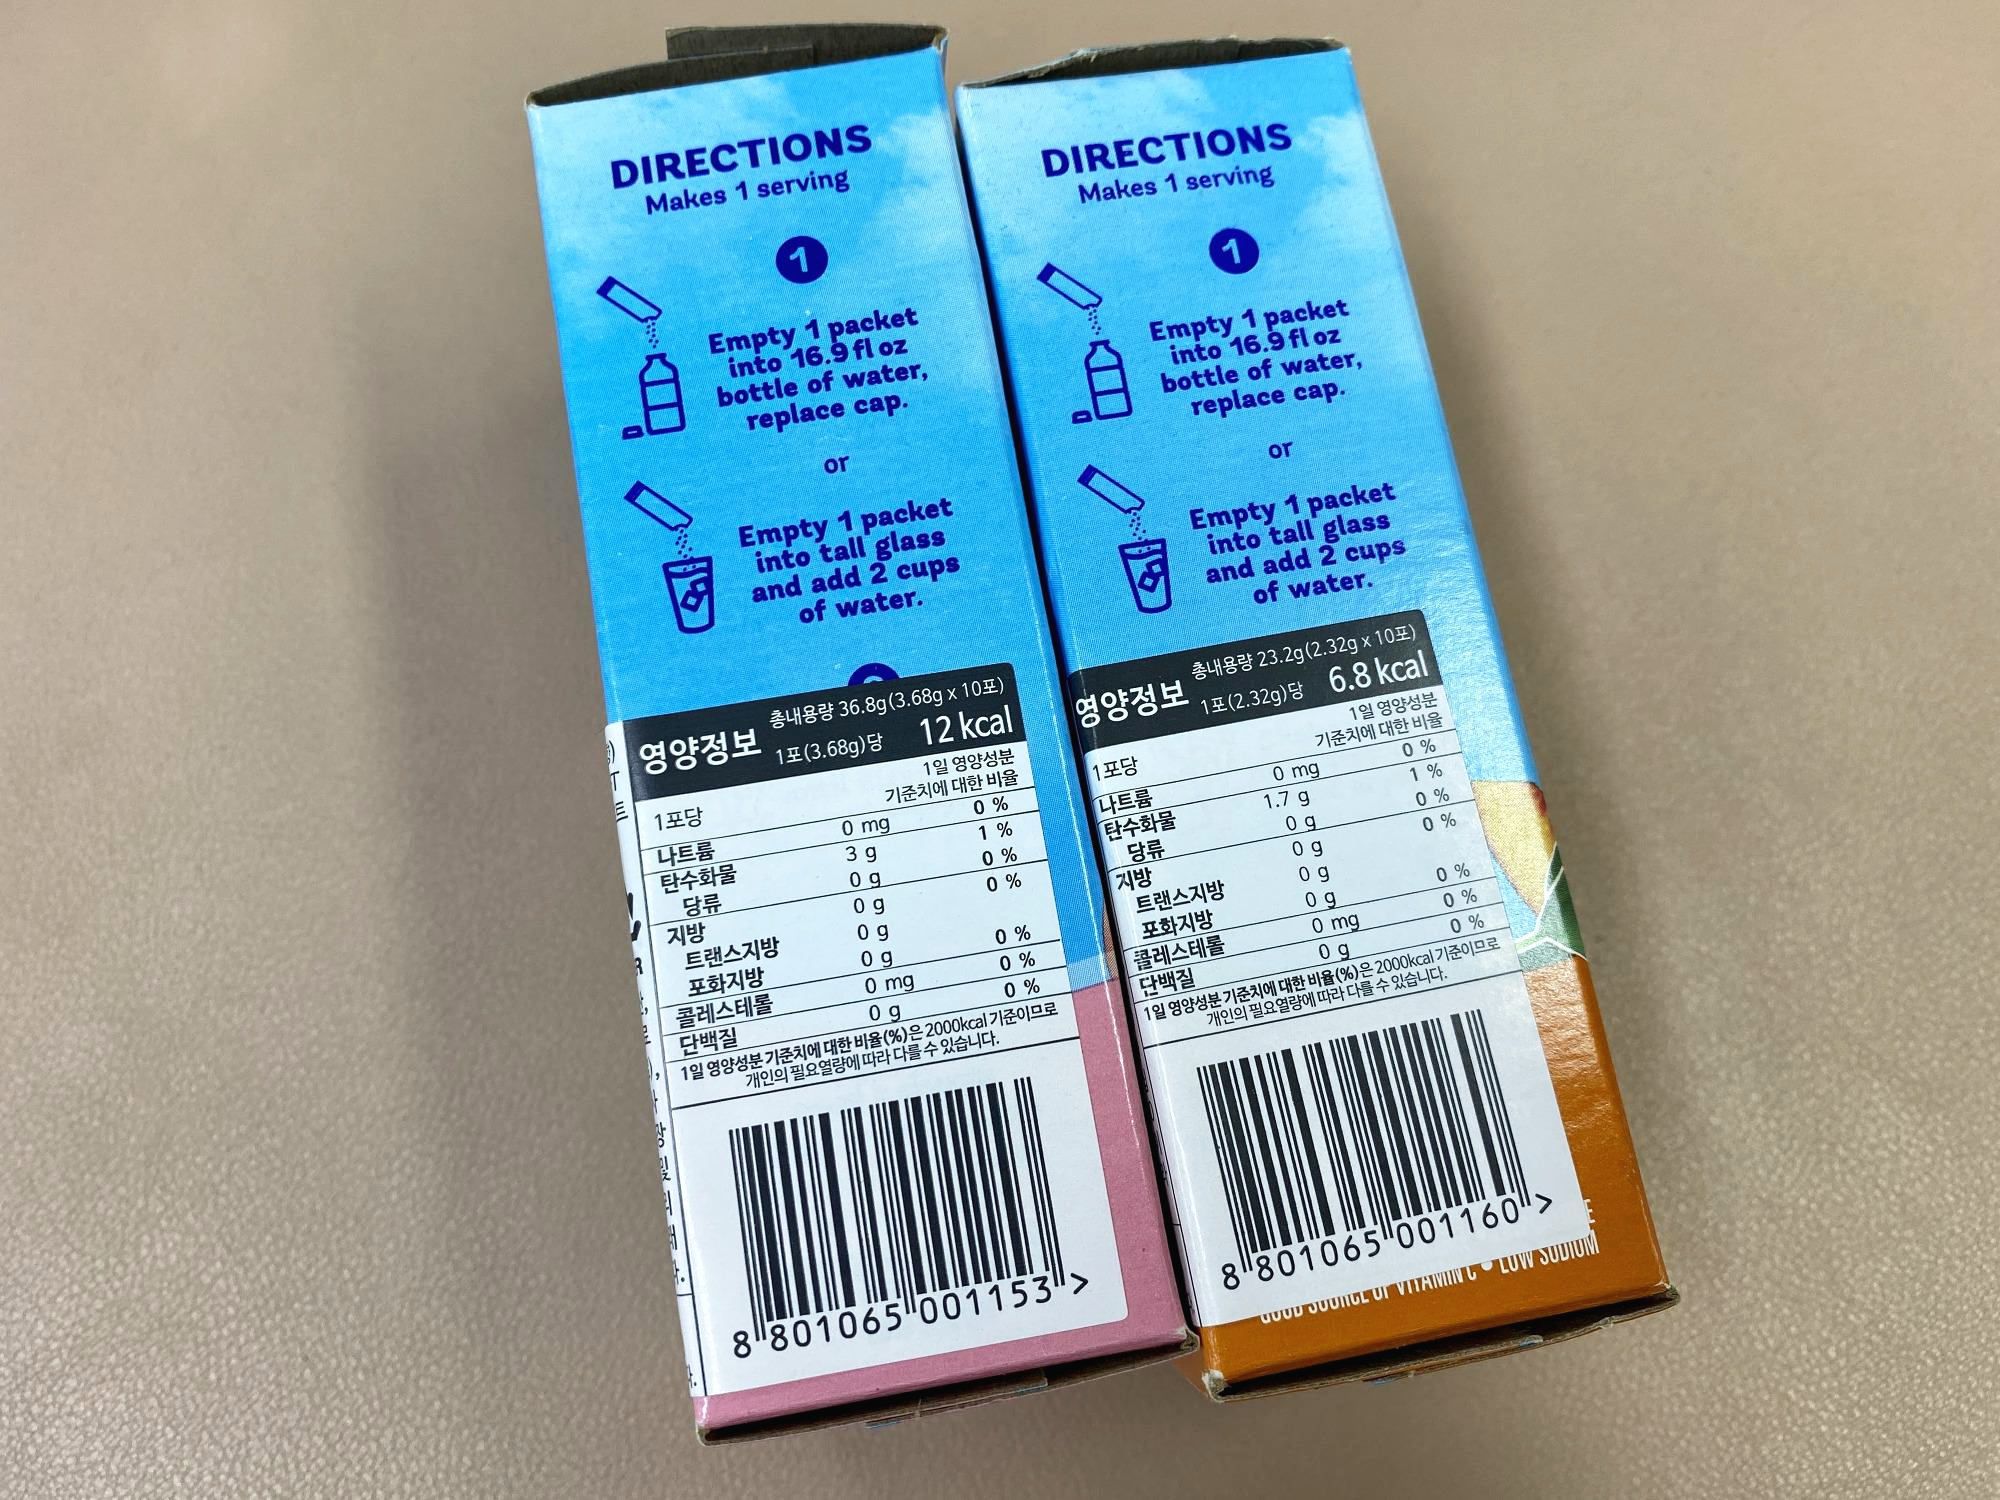 DIRECTIONS
Makes 1 serving
1
Empty 1 packet
into 16.9 fl oz
bottle of water,
replace cap.
or
Empty 1 packet
into tall glass
and add 2 cups
of water.
영양정보
총내용량 36.8g(3.68g x 10포)
1포(3.68g)당 12 kcal
1포당
1일 영양성분
기준치에 대한 비율
나트륨 0 mg 0 %
탄수화물 3 g 1 %
당류 0 g 0 %
지방 0 g 0 %
트랜스지방 0 g
포화지방 0 g 0 %
콜레스테롤 0 mg 0 %
단백질 0 g 0 %
1일 영양성분 기준치에 대한 비율(%)은 2000kcal 기준이므로
개인의 필요열량에 따라 다를 수 있습니다.
8 801065 001153 >
DIRECTIONS
Makes 1 serving
1
Empty 1 packet
into 16.9 fl oz
bottle of water,
replace cap.
or
Empty 1 packet
into tall glass
and add 2 cups
of water.
영양정보
총내용량 23.2g(2.32g x 10포)
1포(2.32g)당 6.8 kcal
1포당
1일 영양성분
기준치에 대한 비율
나트륨 0 mg 0 %
탄수화물 1.7 g 1 %
당류 0 g 0 %
지방 0 g 0 %
트랜스지방 0 g
포화지방 0 g 0 %
콜레스테롤 0 mg 0 %
단백질 0 g 0 %
1일 영양성분 기준치에 대한 비율(%)은 2000kcal 기준이므로
개인의 필요열량에 따라 다를 수 있습니다.
8 801065 001160 >
GOOD SOURCE OF VITAMIN C • LOW SODIUM